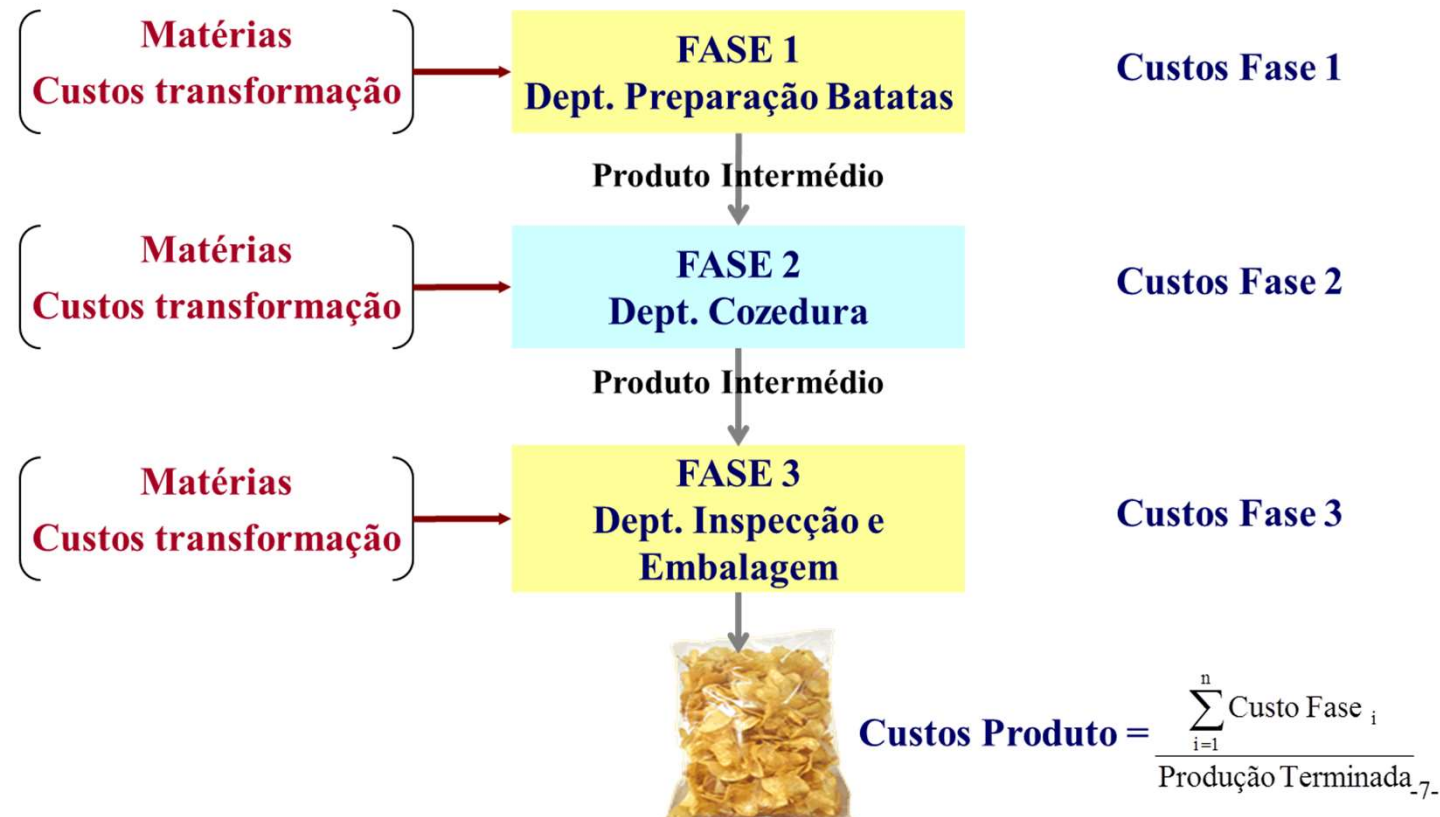 Matérias
Custos transformação
FASE 1
Dept. Preparação Batatas
Custos Fase 1
Produto Intermédio
Matérias
Custos transformação
FASE 2
Dept. Cozedura
Custos Fase 2
Produto Intermédio
Matérias
Custos transformação
FASE 3
Dept. Inspecção e
Embalagem
Custos Fase 3
Custos Produto =
n
∑ Custo Fase i
i=1
Produção Terminada
-7-